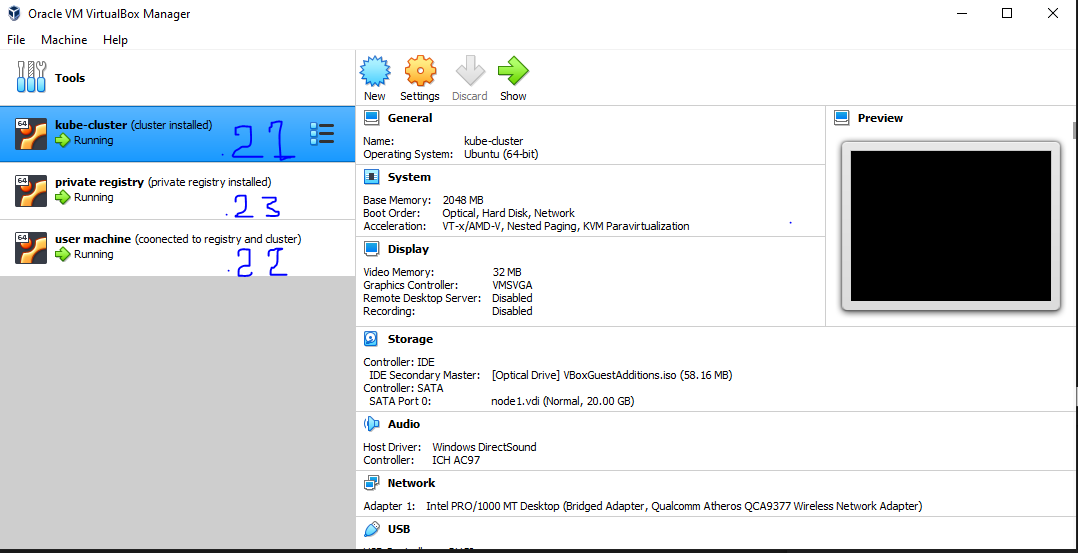 Oracle VM VirtualBox Manager
File Machine Help
Tools
New Settings Discard Show
64
kube-cluster (cluster installed)
Running
.21
64
private registry (private registry installed)
Running
.23
64
user machine (connected to registry and cluster)
Running
.22
General
Name: kube-cluster
Operating System: Ubuntu (64-bit)
System
Base Memory: 2048 MB
Boot Order: Optical, Hard Disk, Network
Acceleration: VT-x/AMD-V, Nested Paging, KVM Paravirtualization
Display
Video Memory: 32 MB
Graphics Controller: VMSVGA
Remote Desktop Server: Disabled
Recording: Disabled
Preview
Storage
Controller: IDE
IDE Secondary Master: [Optical Drive] VBoxGuestAdditions.iso (58.16 MB)
Controller: SATA
SATA Port 0: node1.vdi (Normal, 20.00 GB)
Audio
Host Driver: Windows DirectSound
Controller: ICH AC97
Network
Adapter 1: Intel PRO/1000 MT Desktop (Bridged Adapter, Qualcomm Atheros QCA9377 Wireless Network Adapter)
USB